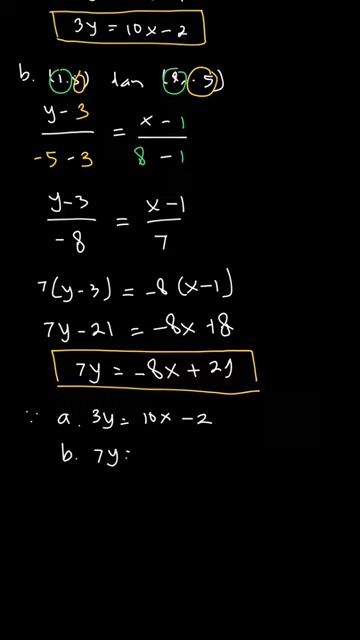 3y = 10x - 2
b. (1, 3) dan (8, -5)
y - 3 / -5 - 3 = x - 1 / 8 - 1
y - 3 / -8 = x - 1 / 7
7(y - 3) = -8(x - 1)
7y - 21 = -8x + 8
7y = -8x + 29
∵ a. 3y = 10x - 2
b. 7y =